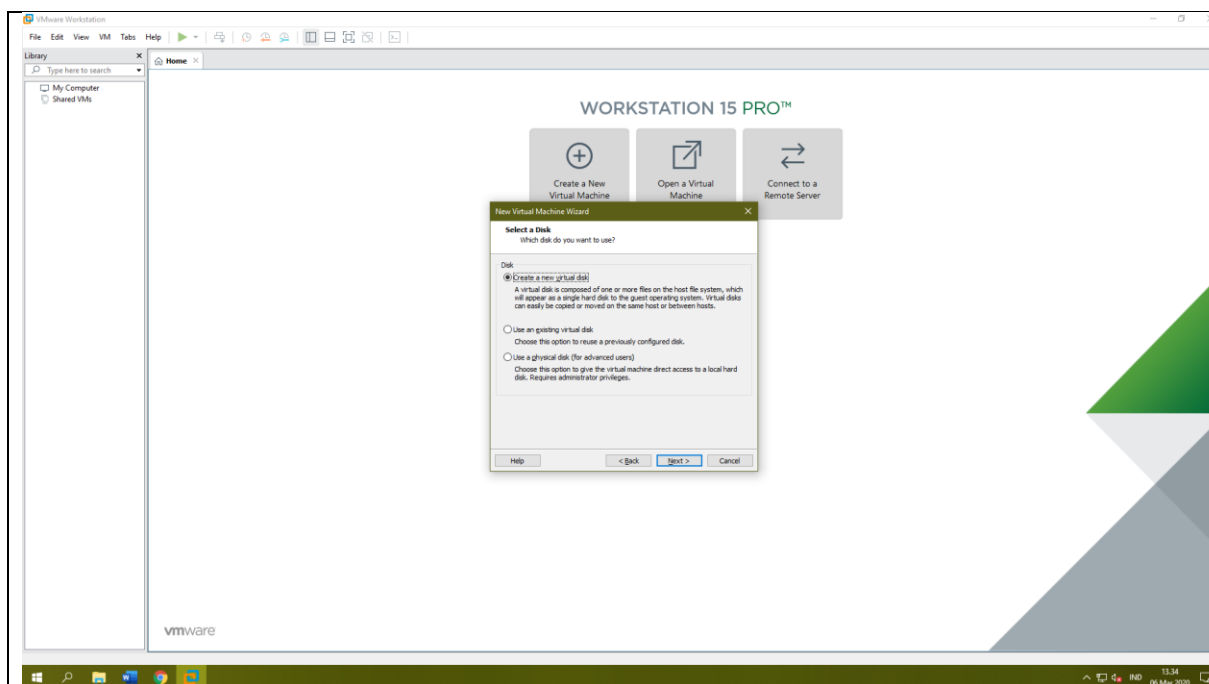 VMware Workstation
File Edit View VM Tabs Help
Library
Type here to search
My Computer
Shared VMs
Home
WORKSTATION 15 PRO™
Create a New
Virtual Machine
Open a Virtual
Machine
Connect to a
Remote Server
New Virtual Machine Wizard
Select a Disk
Which disk do you want to use?
Disk
Create a new virtual disk
A virtual disk is composed of one or more files on the host file system, which
will appear as a single hard disk to the guest operating system. Virtual disks
can easily be copied or moved on the same host or between hosts.
Use an existing virtual disk
Choose this option to reuse a previously configured disk.
Use a physical disk (for advanced users)
Choose this option to give the virtual machine direct access to a local hard
disk. Requires administrator privileges.
Help < Back Next > Cancel
vmware
IND
13.34
06 Mar 2020